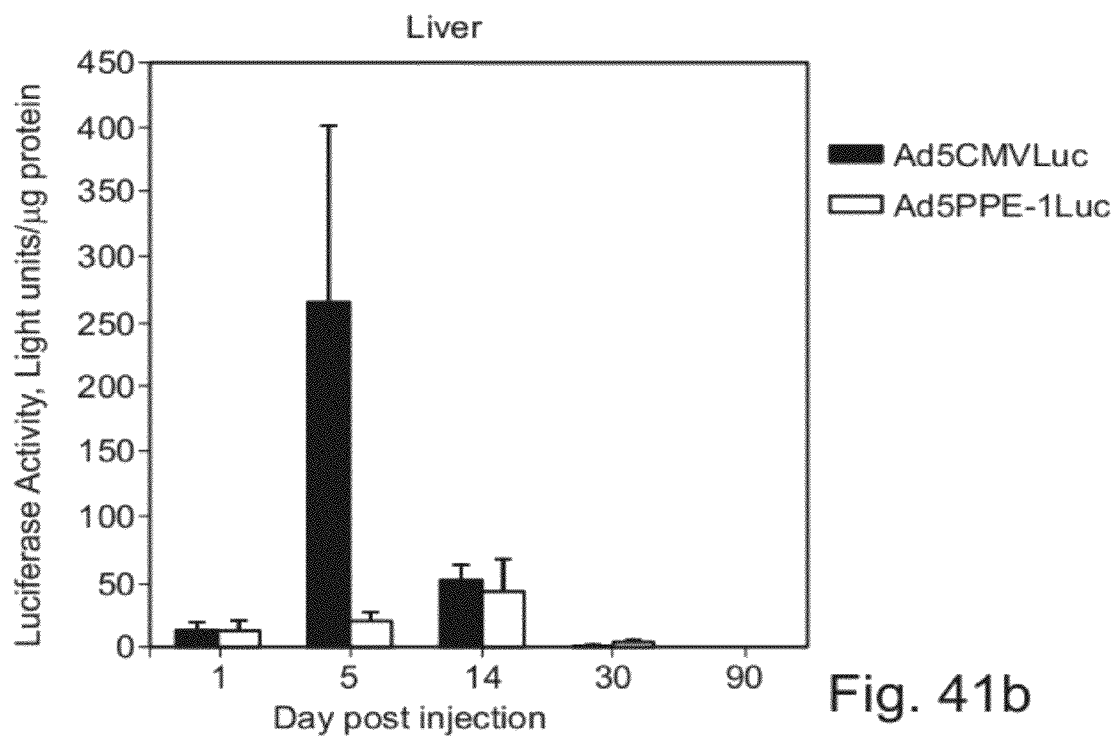 Liver
Luciferase Activity, Light units/μg protein
450
400
350
300
250
200
150
100
50
0
1 5 14 30 90
Day post injection
Ad5CMVLuc
Ad5PPE-1Luc
Fig. 41b